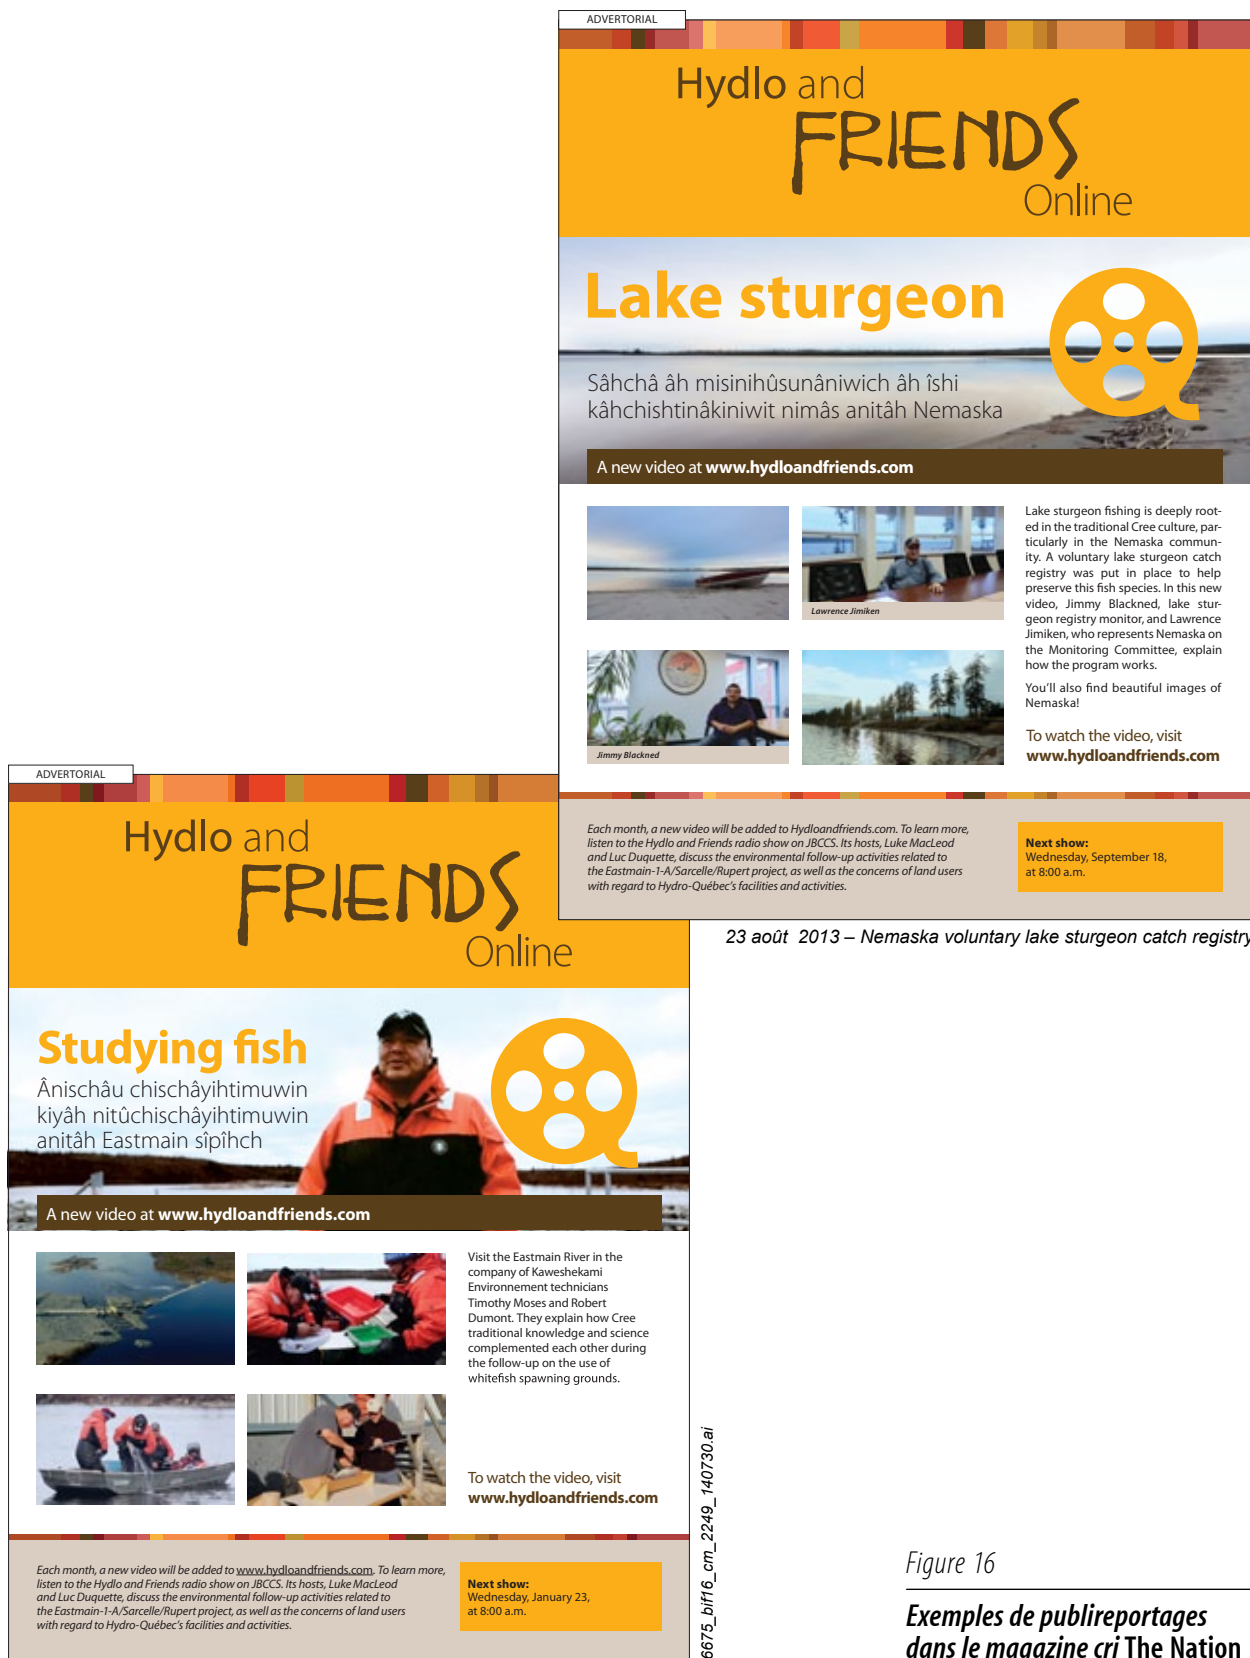 ADVERTORIAL
Hydlo and
FRIENDS
Online
Lake sturgeon
Sâhchâ âh misinihûsunâniwich âh îshi
kâhchishtinâkiniwit nimâs anitâh Nemaska
A new video at www.hydloandfriends.com
Lawrence Jimiken
Jimmy Blackned
Lake sturgeon fishing is deeply root-
ed in the traditional Cree culture, par-
ticularly in the Nemaska commun-
ity. A voluntary lake sturgeon catch
registry was put in place to help
preserve this fish species. In this new
video, Jimmy Blackned, lake stur-
geon registry monitor, and Lawrence
Jimiken, who represents Nemaska on
the Monitoring Committee, explain
how the program works.
You'll also find beautiful images of
Nemaska!
To watch the video, visit
www.hydloandfriends.com
Each month, a new video will be added to Hydloandfriends.com. To learn more,
listen to the Hydlo and Friends radio show on JBCCS. Its hosts, Luke MacLeod
and Luc Duquette, discuss the environmental follow-up activities related to
the Eastmain-1-A/Sarcelle/Rupert project, as well as the concerns of land users
with regard to Hydro-Québec's facilities and activities.
Next show:
Wednesday, September 18,
at 8:00 a.m.
23 août 2013 – Nemaska voluntary lake sturgeon catch registry
ADVERTORIAL
Hydlo and
FRIENDS
Online
Studying fish
Ânischâu chischâyihtimuwin
kiyâh nitûchischâyihtimuwin
anitâh Eastmain sîpîhch
A new video at www.hydloandfriends.com
Visit the Eastmain River in the
company of Kaweshekami
Environnement technicians
Timothy Moses and Robert
Dumont. They explain how Cree
traditional knowledge and science
complemented each other during
the follow-up on the use of
whitefish spawning grounds.
To watch the video, visit
www.hydloandfriends.com
Each month, a new video will be added to www.hydloandfriends.com. To learn more,
listen to the Hydlo and Friends radio show on JBCCS. Its hosts, Luke MacLeod
and Luc Duquette, discuss the environmental follow-up activities related to
the Eastmain-1-A/Sarcelle/Rupert project, as well as the concerns of land users
with regard to Hydro-Québec's facilities and activities.
Next show:
Wednesday, January 23,
at 8:00 a.m.
6675_bif16_cm_2249_140730.ai
Figure 16
Exemples de publireportages
dans le magazine cri The Nation